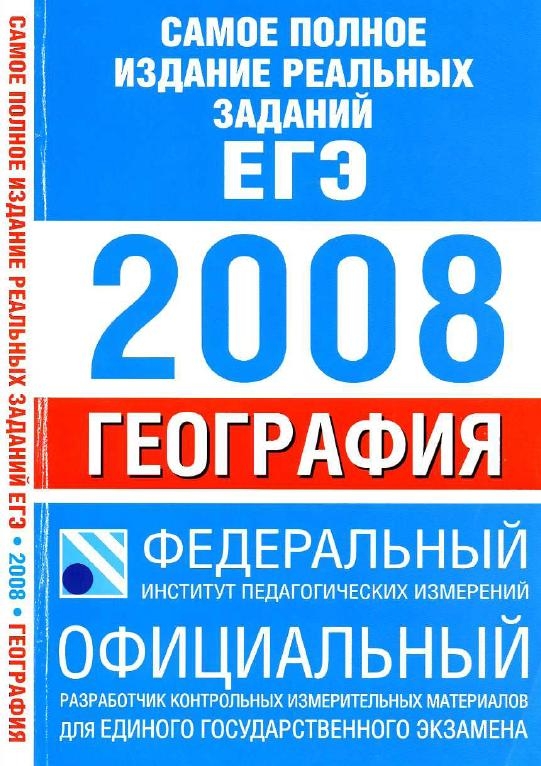 САМОЕ ПОЛНОЕ ИЗДАНИЕ РЕАЛЬНЫХ ЗАДАНИЙ ЕГЭ • 2008 • ГЕОГРАФИЯ
САМОЕ ПОЛНОЕ
ИЗДАНИЕ РЕАЛЬНЫХ
ЗАДАНИЙ
ЕГЭ
2008
ГЕОГРАФИЯ
ФЕДЕРАЛЬНЫЙ
ИНСТИТУТ ПЕДАГОГИЧЕСКИХ ИЗМЕРЕНИЙ
ОФИЦИАЛЬНЫЙ
РАЗРАБОТЧИК КОНТРОЛЬНЫХ ИЗМЕРИТЕЛЬНЫХ МАТЕРИАЛОВ
для ЕДИНОГО ГОСУДАРСТВЕННОГО ЭКЗАМЕНА